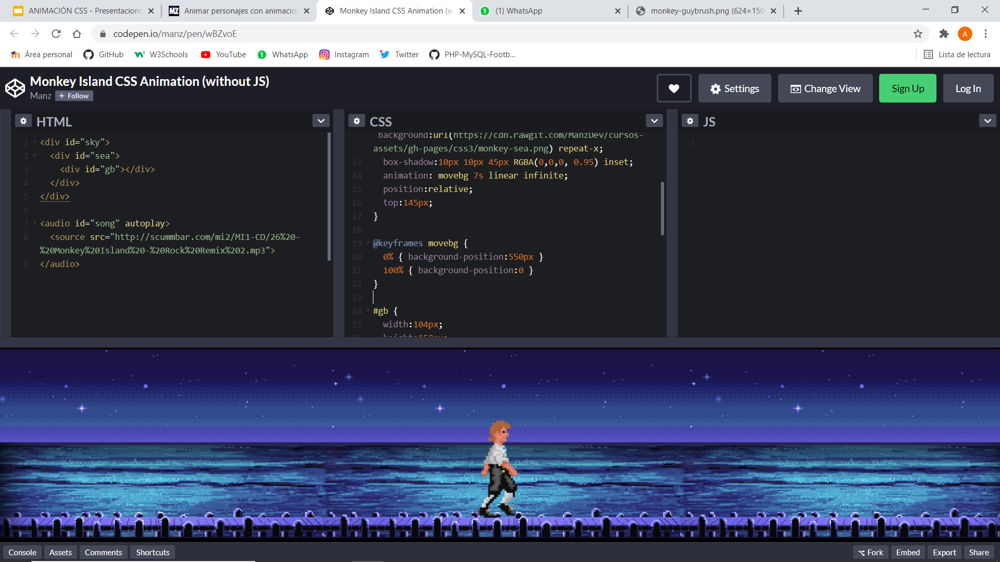 ANIMACIÓN CSS - Presentacione
MZ Animar personajes con animacion
Monkey Island CSS Animation (w
(1) WhatsApp
monkey-guybrush.png (624×150
codepen.io/manz/pen/wBZvoE
A
Área personal
GitHub
W3Schools
YouTube
WhatsApp
Instagram
Twitter
PHP-MySQL-Footb...
Lista de lectura
Monkey Island CSS Animation (without JS)
Manz
+ Follow
Settings
Change View
Sign Up
Log In
HTML
1 <div id="sky">
2 <div id="sea">
3 <div id="gb"></div>
4 </div>
5 </div>
6
7 <audio id="song" autoplay>
8 <source src="http://scummbar.com/mi2/MI1-CD/26%20-
%20Monkey%20Island%20-%20Rock%20Remix%202.mp3">
9 </audio>
CSS
background:url(https://cdn.rawgit.com/ManzDev/cursos-
assets/gh-pages/css3/monkey-sea.png) repeat-x;
13 box-shadow:10px 10px 45px RGBA(0,0,0, 0.95) inset;
14 animation: movebg 7s linear infinite;
15 position:relative;
16 top:145px;
17 }
18
19 @keyframes movebg {
20 0% { background-position:550px }
21 100% { background-position:0 }
22 }
23
24 #gb {
25 width:104px;
JS
1
Console
Assets
Comments
Shortcuts
Fork
Embed
Export
Share